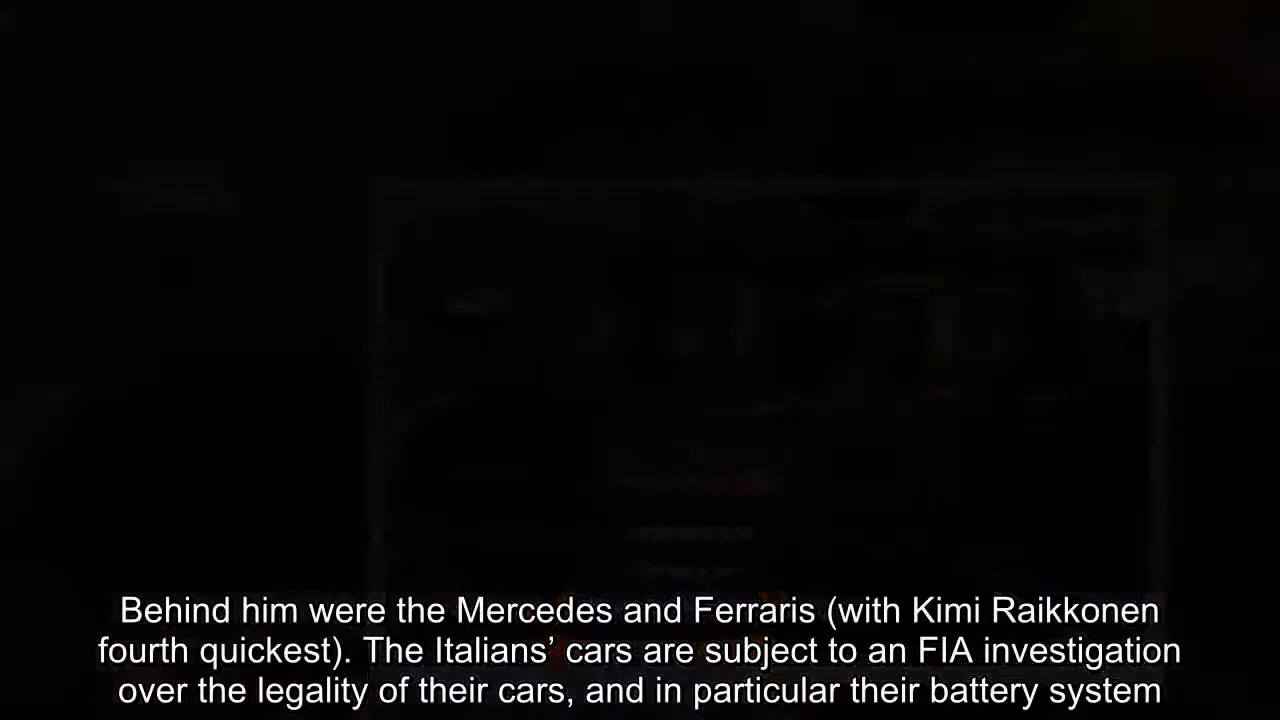 Behind him were the Mercedes and Ferraris (with Kimi Raikkonen
fourth quickest). The Italians’ cars are subject to an FIA investigation
over the legality of their cars, and in particular their battery system